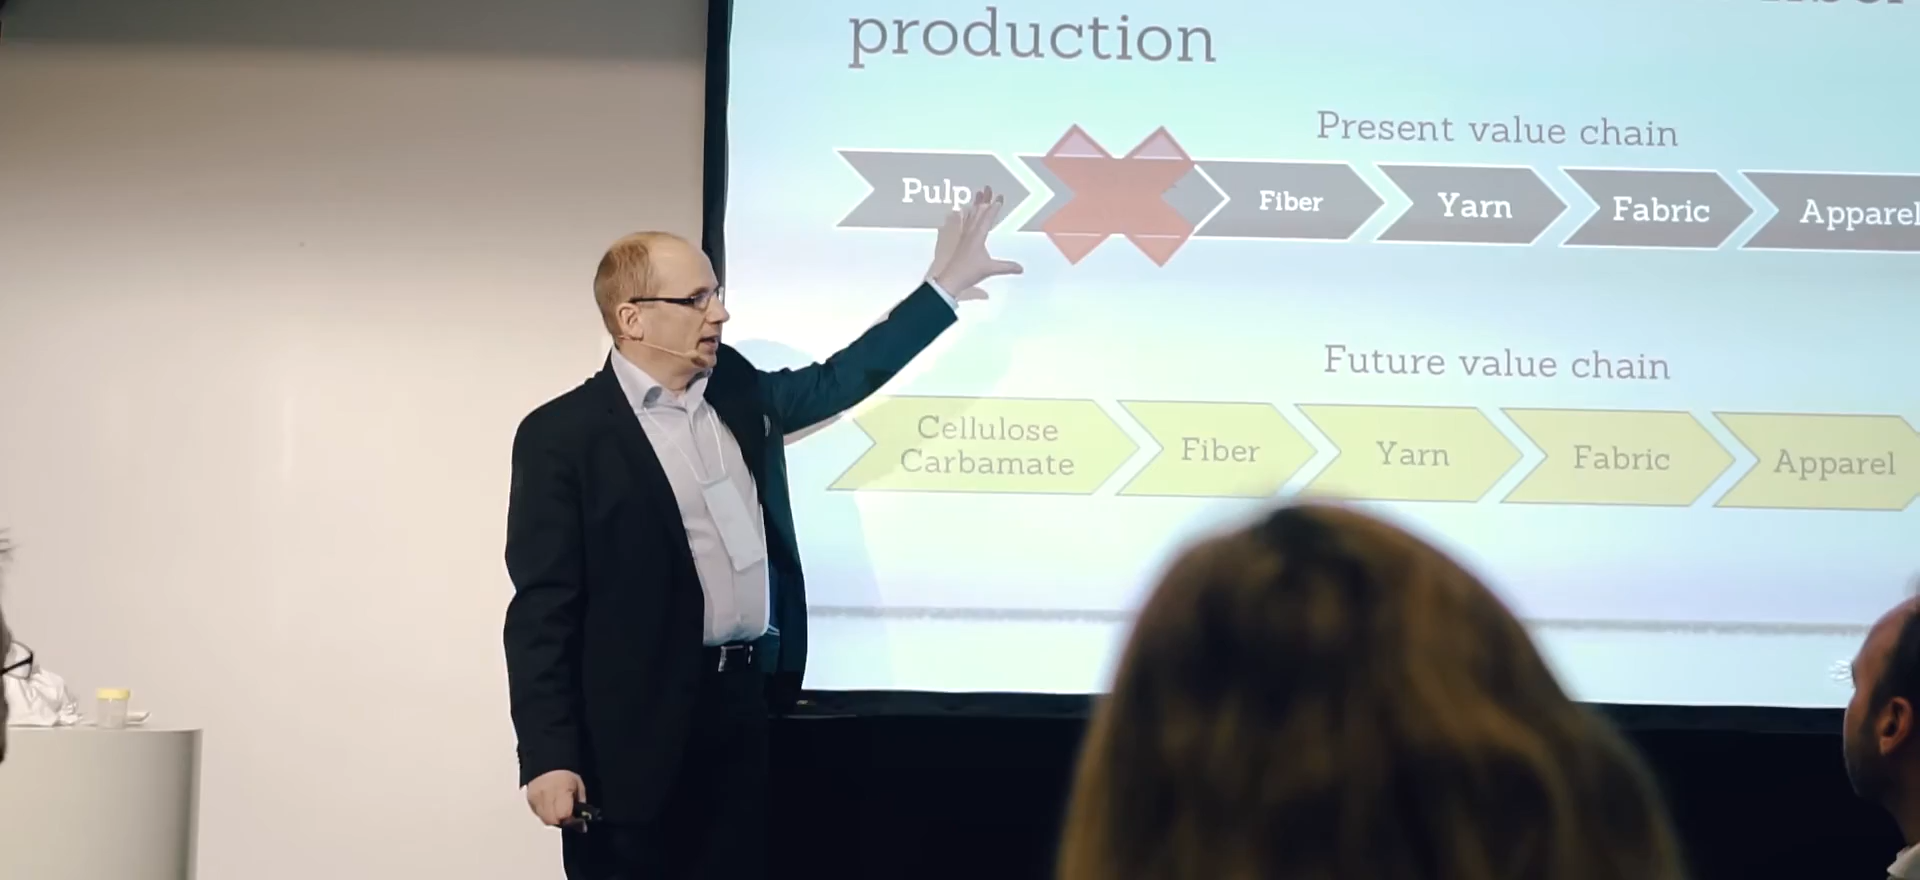 production
Present value chain
Pulp
Fiber
Yarn
Fabric
Apparel
Future value chain
Cellulose
Carbamate
Fiber
Yarn
Fabric
Apparel